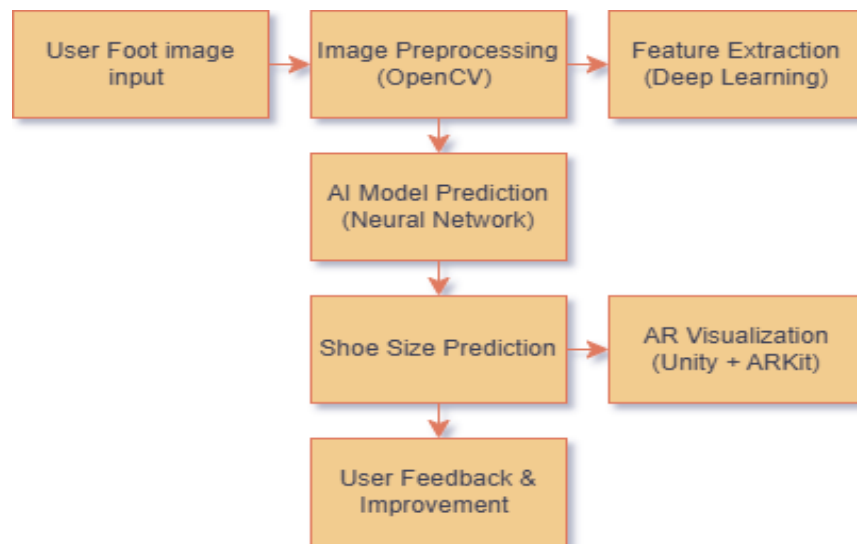 User Foot image
input
Image Preprocessing
(OpenCV)
Feature Extraction
(Deep Learning)
AI Model Prediction
(Neural Network)
Shoe Size Prediction
AR Visualization
(Unity + ARKit)
User Feedback &
Improvement